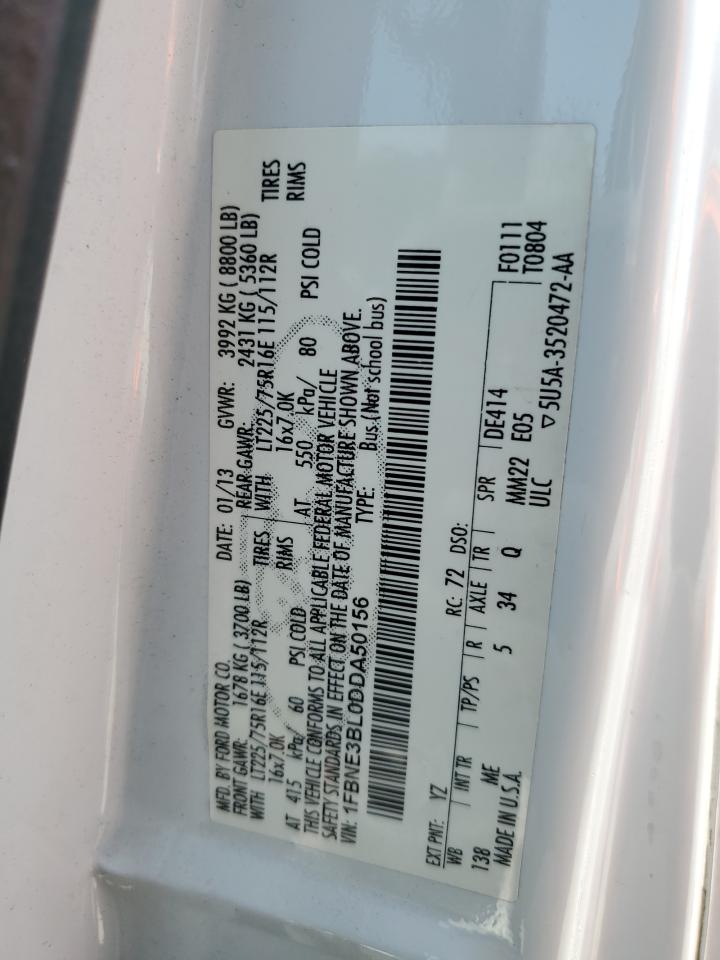 MFD. BY FORD MOTOR CO. DATE: 01/13 GVWR: 3992 KG ( 8800 LB)
FRONT GAWR: 1678 KG ( 3700 LB) REAR GAWR: 2431 KG ( 5360 LB)
WITH LT225/75R16E 115/112R TIRES WITH LT225/75R16E 115/112R TIRES
16x7.0K RIMS 16x7.0K RIMS
AT 415 kPa/ 60 PSI COLD AT 550 kPa/ 80 PSI COLD
THIS VEHICLE CONFORMS TO ALL APPLICABLE FEDERAL MOTOR VEHICLE
SAFETY STANDARDS IN EFFECT ON THE DATE OF MANUFACTURE SHOWN ABOVE.
VIN: 1FBNE3BL0DDA50156 TYPE: Bus (Not school bus)
EXT PNT: YZ RC: 72 DSO:
WB INT TR TP/PS R AXLE TR SPR DE414 F0111
138 ME 5 34 Q MM22 E05 T0804
MADE IN U.S.A. ULC ▽5U5A-3520472-AA